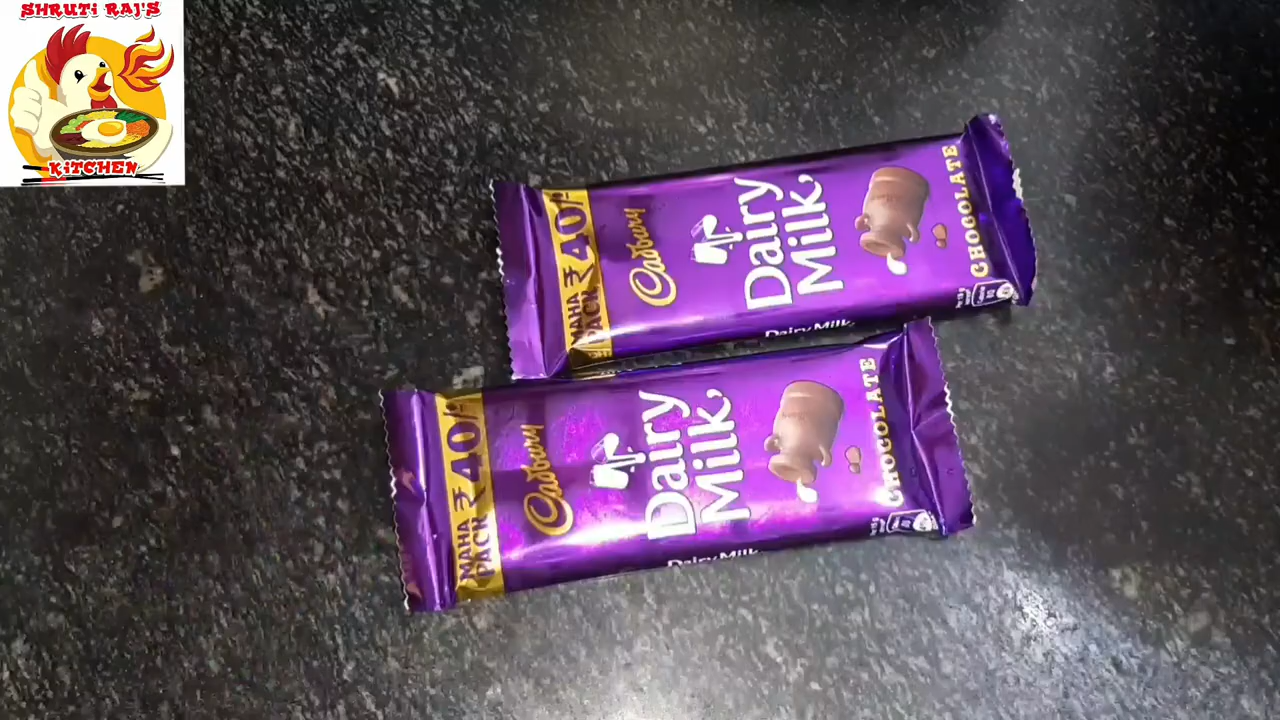 SHRUTI RAJ'S
KITCHEN
MAHA
PACK ₹40/-
Cadbury
Dairy
Milk
CHOCOLATE
Dairy Milk
MAHA
PACK ₹40/-
Cadbury
Dairy
Milk
CHOCOLATE
Dairy Milk